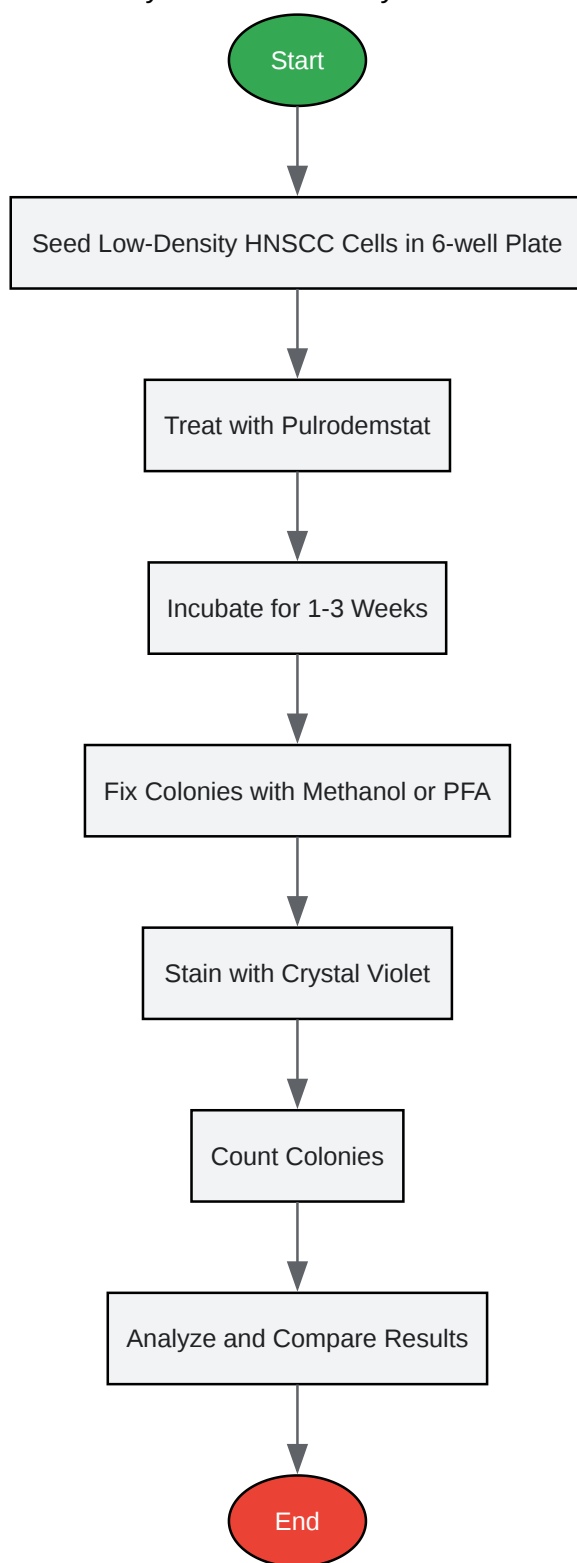 Start
Seed Low-Density HNSCC Cells in 6-well Plate
Treat with Pulrodemstat
Incubate for 1-3 Weeks
Fix Colonies with Methanol or PFA
Stain with Crystal Violet
Count Colonies
Analyze and Compare Results
End